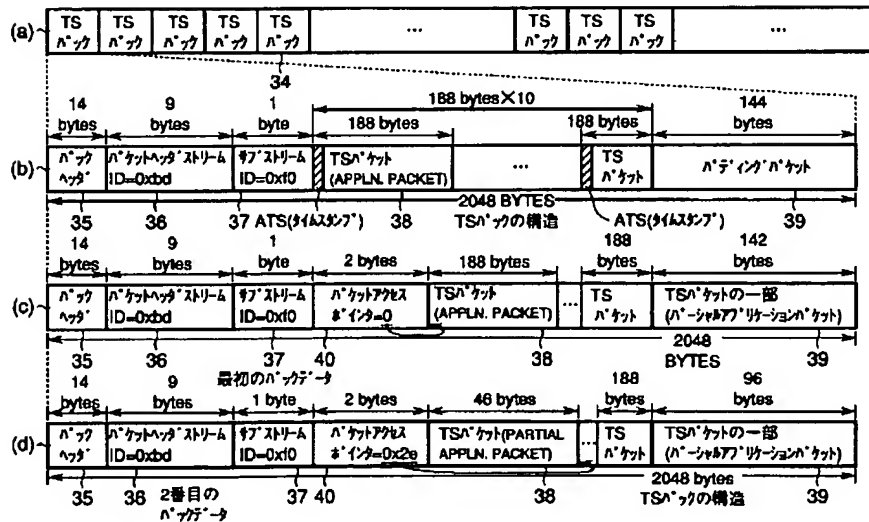 (a)
TS TS TS TS TS ... TS TS TS ...
パック パック パック パック パック パック パック パック
34
14 bytes
9 bytes
1 byte
188 bytes×10
188 bytes
188 bytes
144 bytes
(b)
パック ヘッダ
パケットヘッダストリーム ID=0xbd
サブストリーム ID=0xf0
TSパケット (APPLN. PACKET)
...
TS パケット
パディングパケット
2048 BYTES
35 36 37 ATS(タイムスタンプ) 38 TSパックの構造 ATS(タイムスタンプ) 39
14 bytes
9 bytes
1 byte
2 bytes
188 bytes
188 bytes
142 bytes
(c)
パック ヘッダ
パケットヘッダストリーム ID=0xbd
サブストリーム ID=0xf0
パケットアクセス ポインタ=0
TSパケット (APPLN. PACKET)
...
TS パケット
TSパケットの一部 (パーシャルアプリケーションパケット)
2048 BYTES
35 36 37 40 38 39
最初のパックデータ
14 bytes
9 bytes
1 byte
2 bytes
46 bytes
188 bytes
96 bytes
(d)
パック ヘッダ
パケットヘッダストリーム ID=0xbd
サブストリーム ID=0xf0
パケットアクセス ポインタ=0x2e
TSパケット(PARTIAL APPLN. PACKET)
...
TS パケット
TSパケットの一部 (パーシャルアプリケーションパケット)
2048 bytes
35 36 37 40 38 39
2番目の パックデータ
TSパックの構造